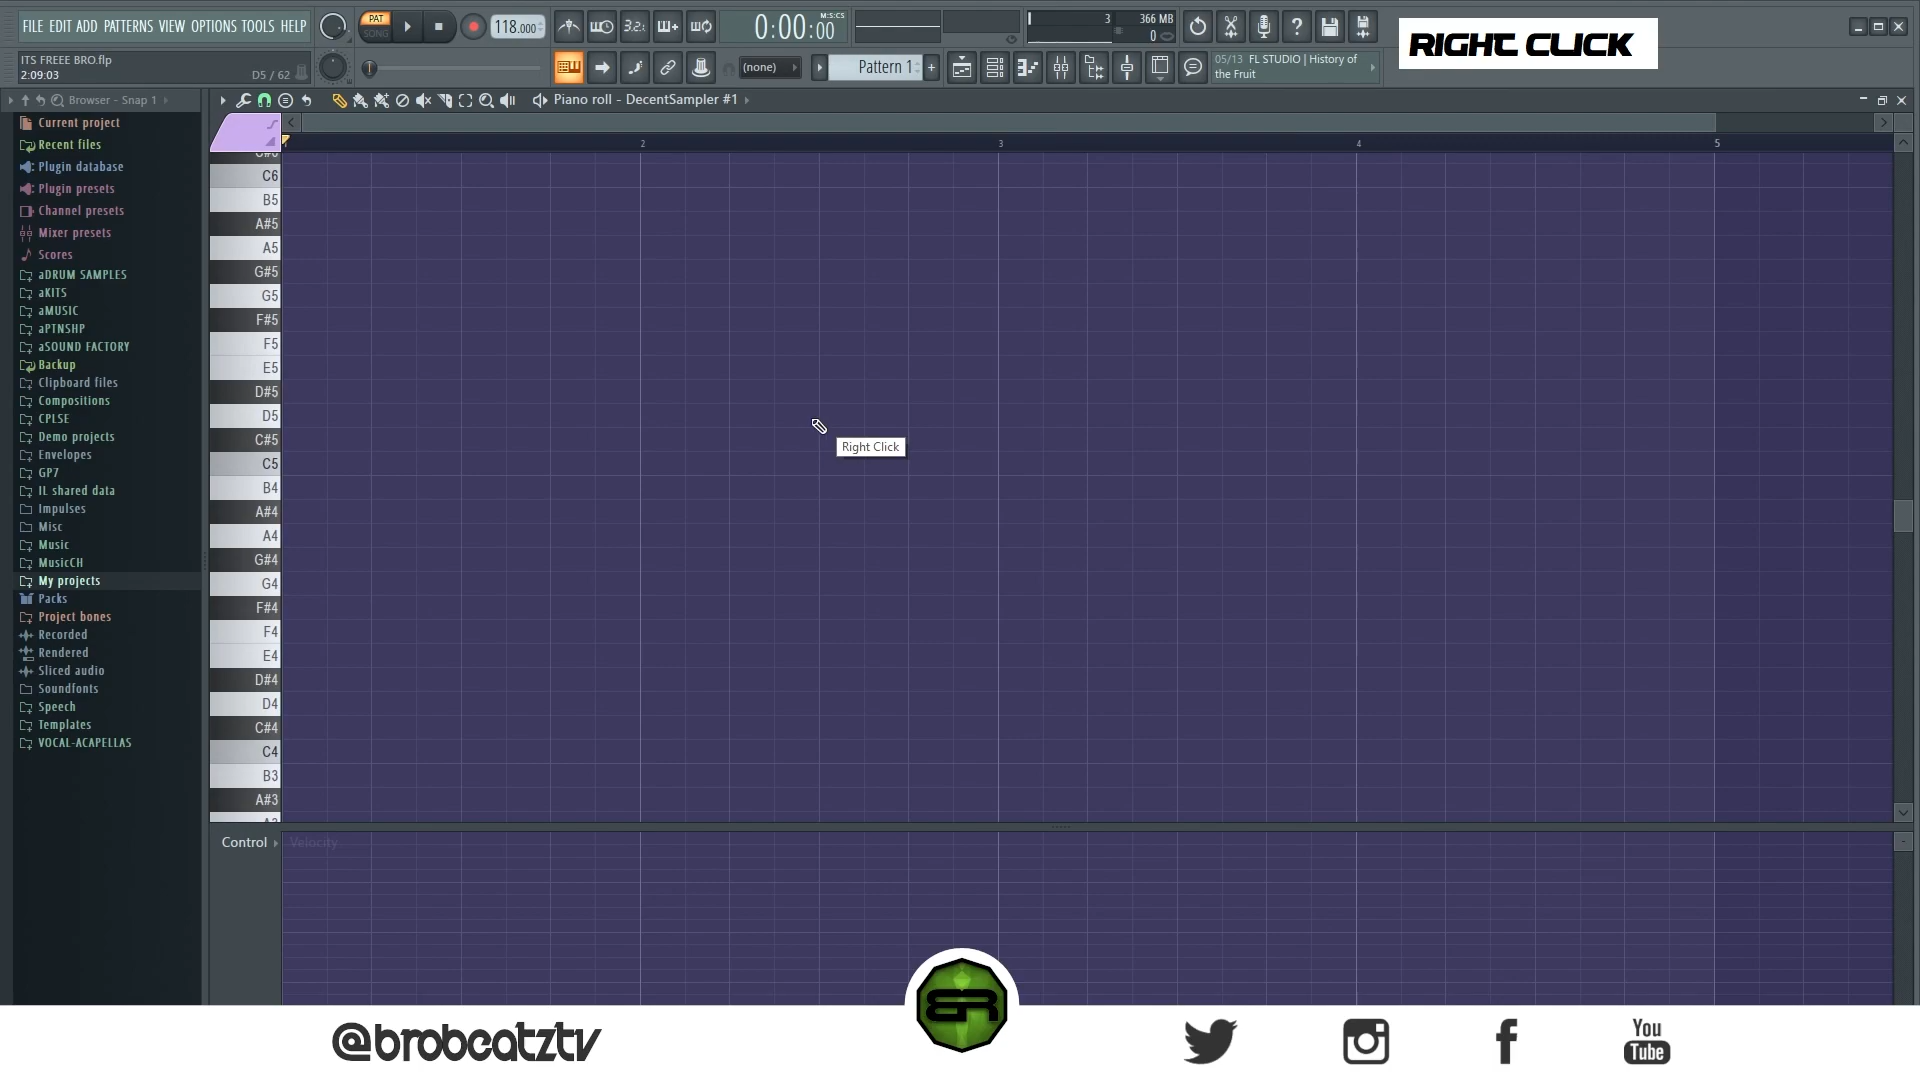 FILE EDIT ADD PATTERNS VIEW OPTIONS TOOLS HELP
PAT
SONG
118.000
3.2.
0:00:00
M:S:CS
3
366 MB
0
RIGHT CLICK
ITS FREEE BRO.flp
2:09:03
D5 / 62
(none)
Pattern 1
05/13 FL STUDIO | History of
the Fruit
Browser - Snap 1
Piano roll - DecentSampler #1
Current project
Recent files
Plugin database
Plugin presets
Channel presets
Mixer presets
Scores
aDRUM SAMPLES
aKITS
aMUSIC
aPTNSHP
aSOUND FACTORY
Backup
Clipboard files
Compositions
CPLSE
Demo projects
Envelopes
GP7
IL shared data
Impulses
Misc
Music
MusicCH
My projects
Packs
Project bones
Recorded
Rendered
Sliced audio
Soundfonts
Speech
Templates
VOCAL-ACAPELLAS
2
3
4
5
C6
B5
A#5
A5
G#5
G5
F#5
F5
E5
D#5
D5
C#5
C5
B4
A#4
A4
G#4
G4
F#4
F4
E4
D#4
D4
C#4
C4
B3
A#3
Right Click
Control
Velocity
@brobeatztv
BR
You
Tube